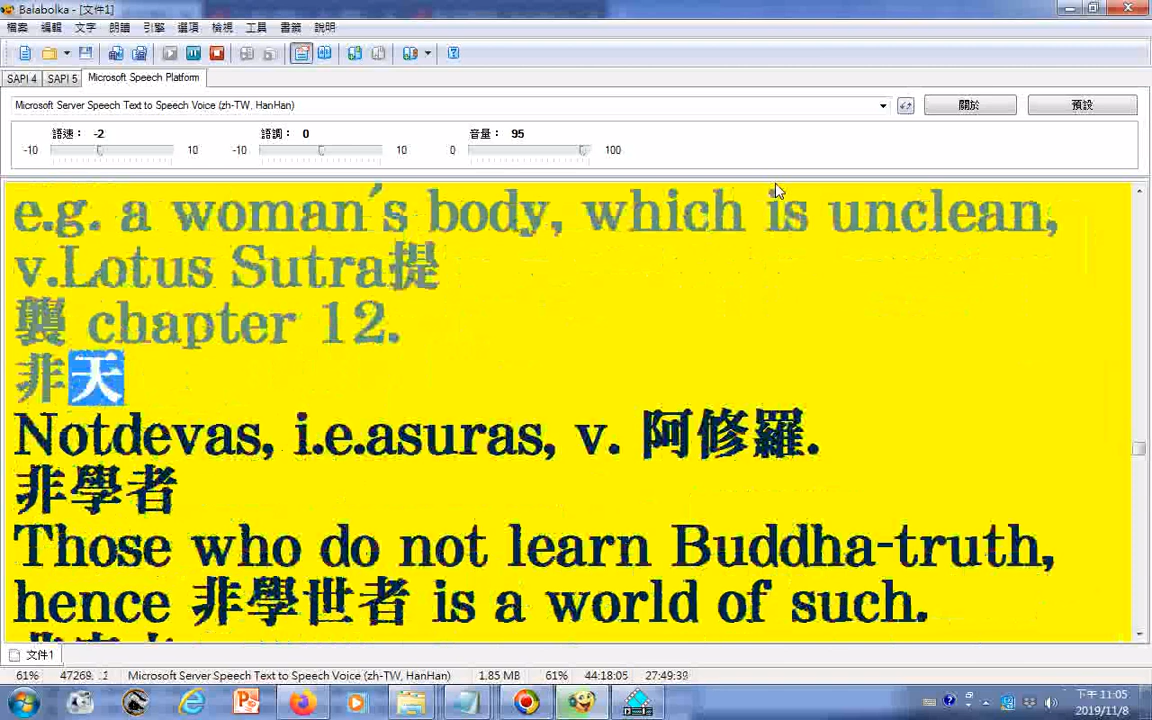 Balabolka - [文件1]
檔案 編輯 文字 朗讀 引擎 選項 檢視 工具 書籤 說明
SAPI 4 SAPI 5 Microsoft Speech Platform
Microsoft Server Speech Text to Speech Voice (zh-TW, HanHan) 關於 預設
語速: -2 語調: 0 音量: 95
-10 10 -10 10 0 100
e.g. a woman's body, which is unclean,
v.Lotus Sutra提
襲 chapter 12.
非天
Notdevas, i.e.asuras, v. 阿修羅.
非學者
Those who do not learn Buddha-truth,
hence 非學世者 is a world of such.
文件1
61% 47269. Microsoft Server Speech Text to Speech Voice (zh-TW, HanHan) 1.85 MB 61% 44:18:05 27:49:39
下午 11:05
2019/11/8